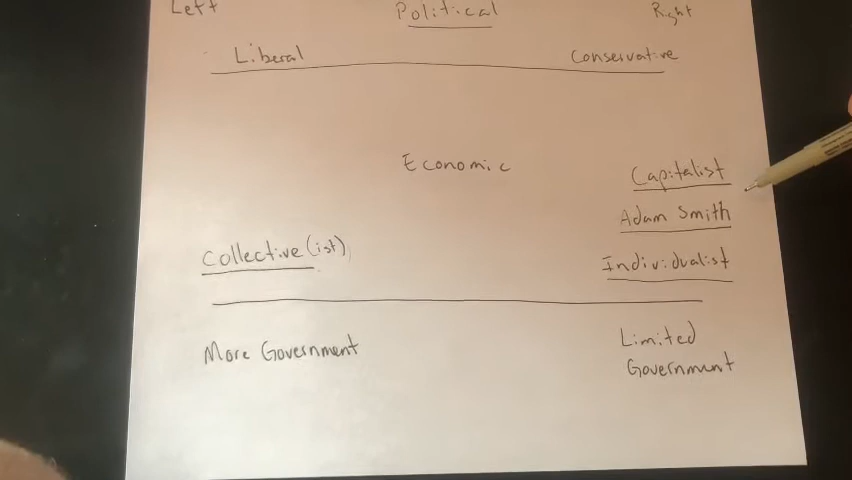 Left Political Right
Liberal Conservative
Economic Capitalist
Adam Smith
Collective(ist) Individualist
More Government Limited
Government